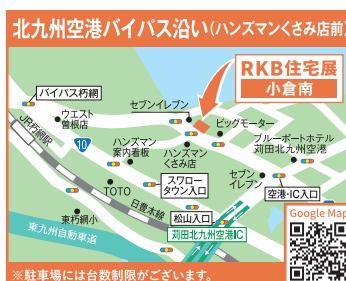 北九州空港バイパス沿い(ハンズマンくさみ店前)
RKB住宅展
小倉南
バイパス朽網
セブンイレブン
ウエスト
曽根店
ビッグモーター
JR朽網駅
10
ハンズマン
案内看板
ハンズマン
くさみ店
ブルーポートホテル
苅田北九州空港
スワロー
タウン入口
セブン
イレブン
TOTO
空港・IC入口
日豊本線
東朽網小
松山入口
苅田北九州空港IC
東九州自動車道
Google Map
※駐車場には台数制限がございます。